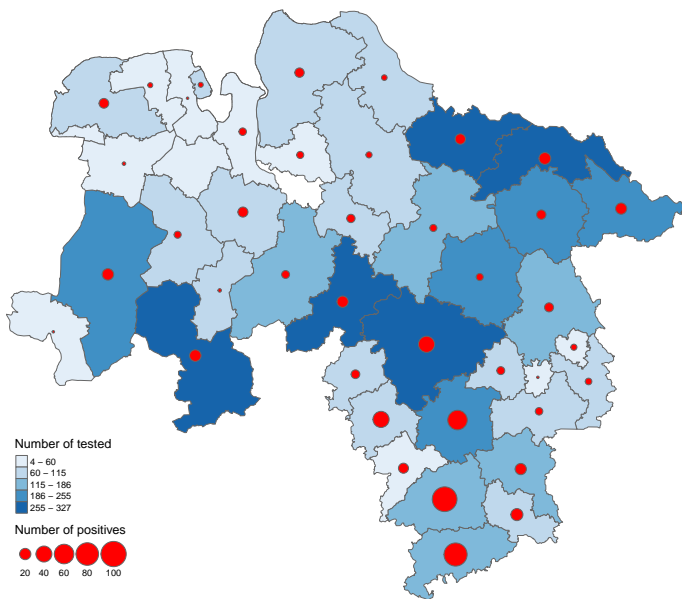 Number of tested
4 – 60
60 – 115
115 – 186
186 – 255
255 – 327
Number of positives
20 40 60 80 100